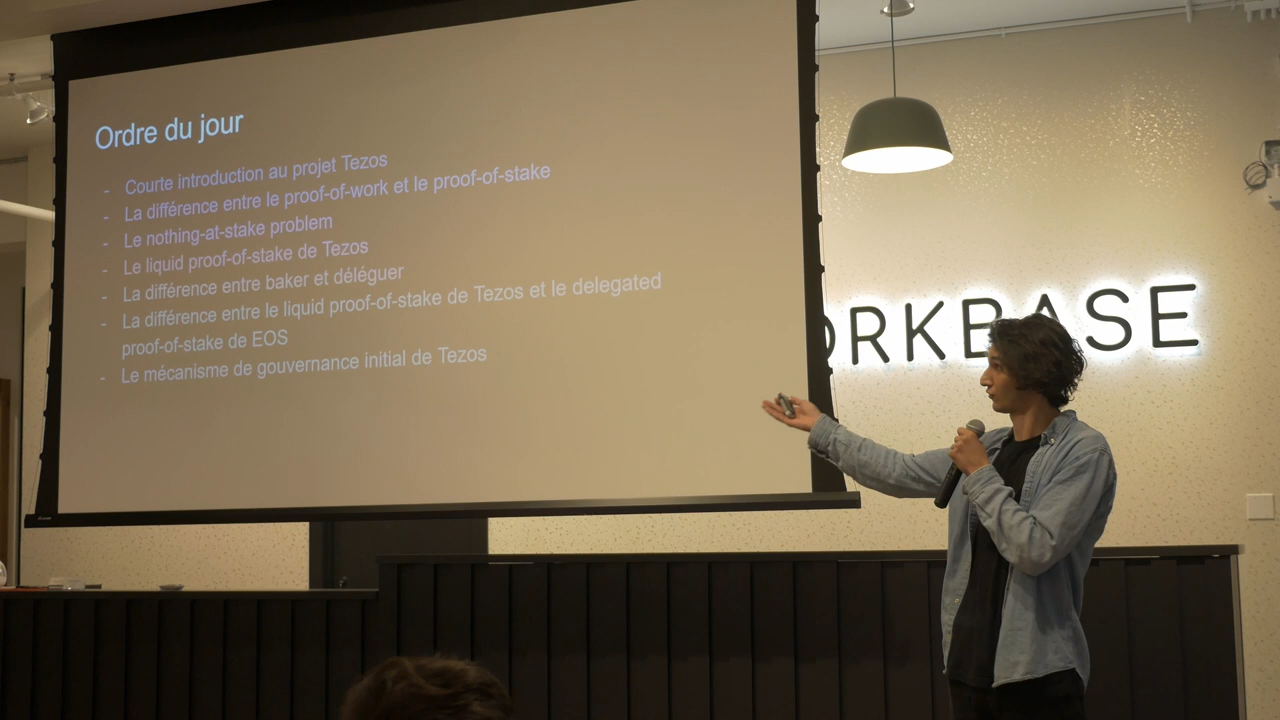 Ordre du jour
- Courte introduction au projet Tezos
- La différence entre le proof-of-work et le proof-of-stake
- Le nothing-at-stake problem
- Le liquid proof-of-stake de Tezos
- La différence entre baker et déléguer
- La différence entre le liquid proof-of-stake de Tezos et le delegated
proof-of-stake de EOS
- Le mécanisme de gouvernance initial de Tezos
ORKBASE